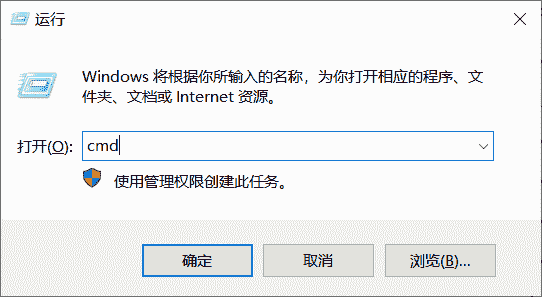 运行
Windows 将根据你所输入的名称，为你打开相应的程序、文
件夹、文档或 Internet 资源。
打开(O): cmd
使用管理权限创建此任务。
确定 取消 浏览(B)...